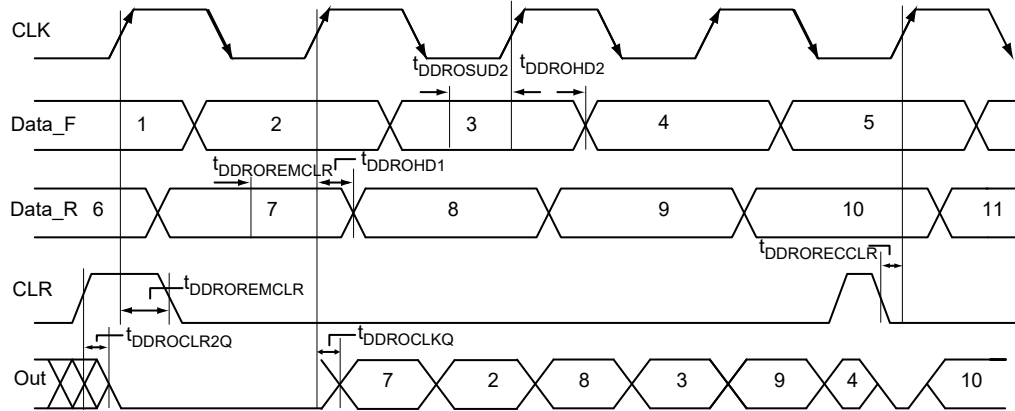 CLK
tDDROSUD2 tDDROHD2
Data_F 1 2 3 4 5
tDDROREMCLR tDDROHD1
Data_R 6 7 8 9 10 11
tDDRORECCLR
CLR
tDDROREMCLR
tDDROCLR2Q tDDROCLKQ
Out 7 2 8 3 9 4 10